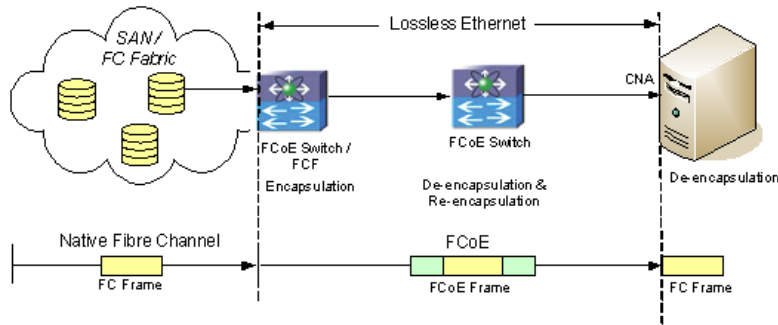 Lossless Ethernet
SAN /
FC Fabric
CNA
FCoE Switch /
FCF
Encapsulation
FCoE Switch
De-encapsulation &
Re-encapsulation
De-encapsulation
Native Fibre Channel
FC Frame
FCoE
FCoE Frame
FC Frame